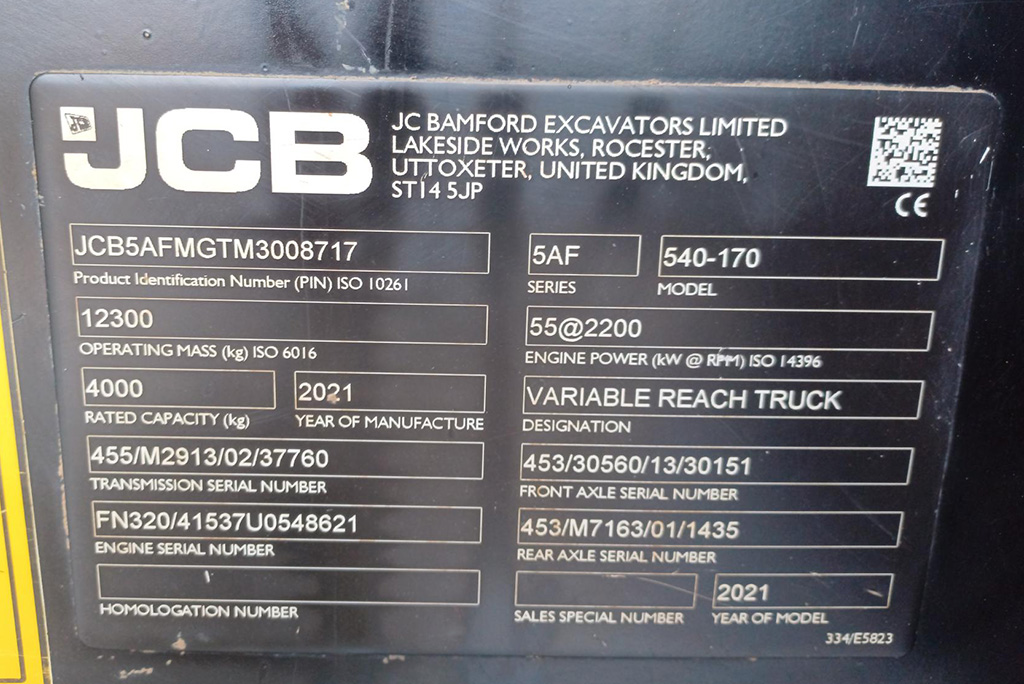 JCB
JC BAMFORD EXCAVATORS LIMITED
LAKESIDE WORKS, ROCESTER,
UTTOXETER, UNITED KINGDOM,
ST14 5JP
CE
JCB5AFMGTM3008717
Product Identification Number (PIN) ISO 10261
5AF
SERIES
540-170
MODEL
12300
OPERATING MASS (kg) ISO 6016
55@2200
ENGINE POWER (kW @ RPM) ISO 14396
4000
RATED CAPACITY (kg)
2021
YEAR OF MANUFACTURE
VARIABLE REACH TRUCK
DESIGNATION
455/M2913/02/37760
TRANSMISSION SERIAL NUMBER
453/30560/13/30151
FRONT AXLE SERIAL NUMBER
FN320/41537U0548621
ENGINE SERIAL NUMBER
453/M7163/01/1435
REAR AXLE SERIAL NUMBER
HOMOLOGATION NUMBER
SALES SPECIAL NUMBER
2021
YEAR OF MODEL
334/E5823